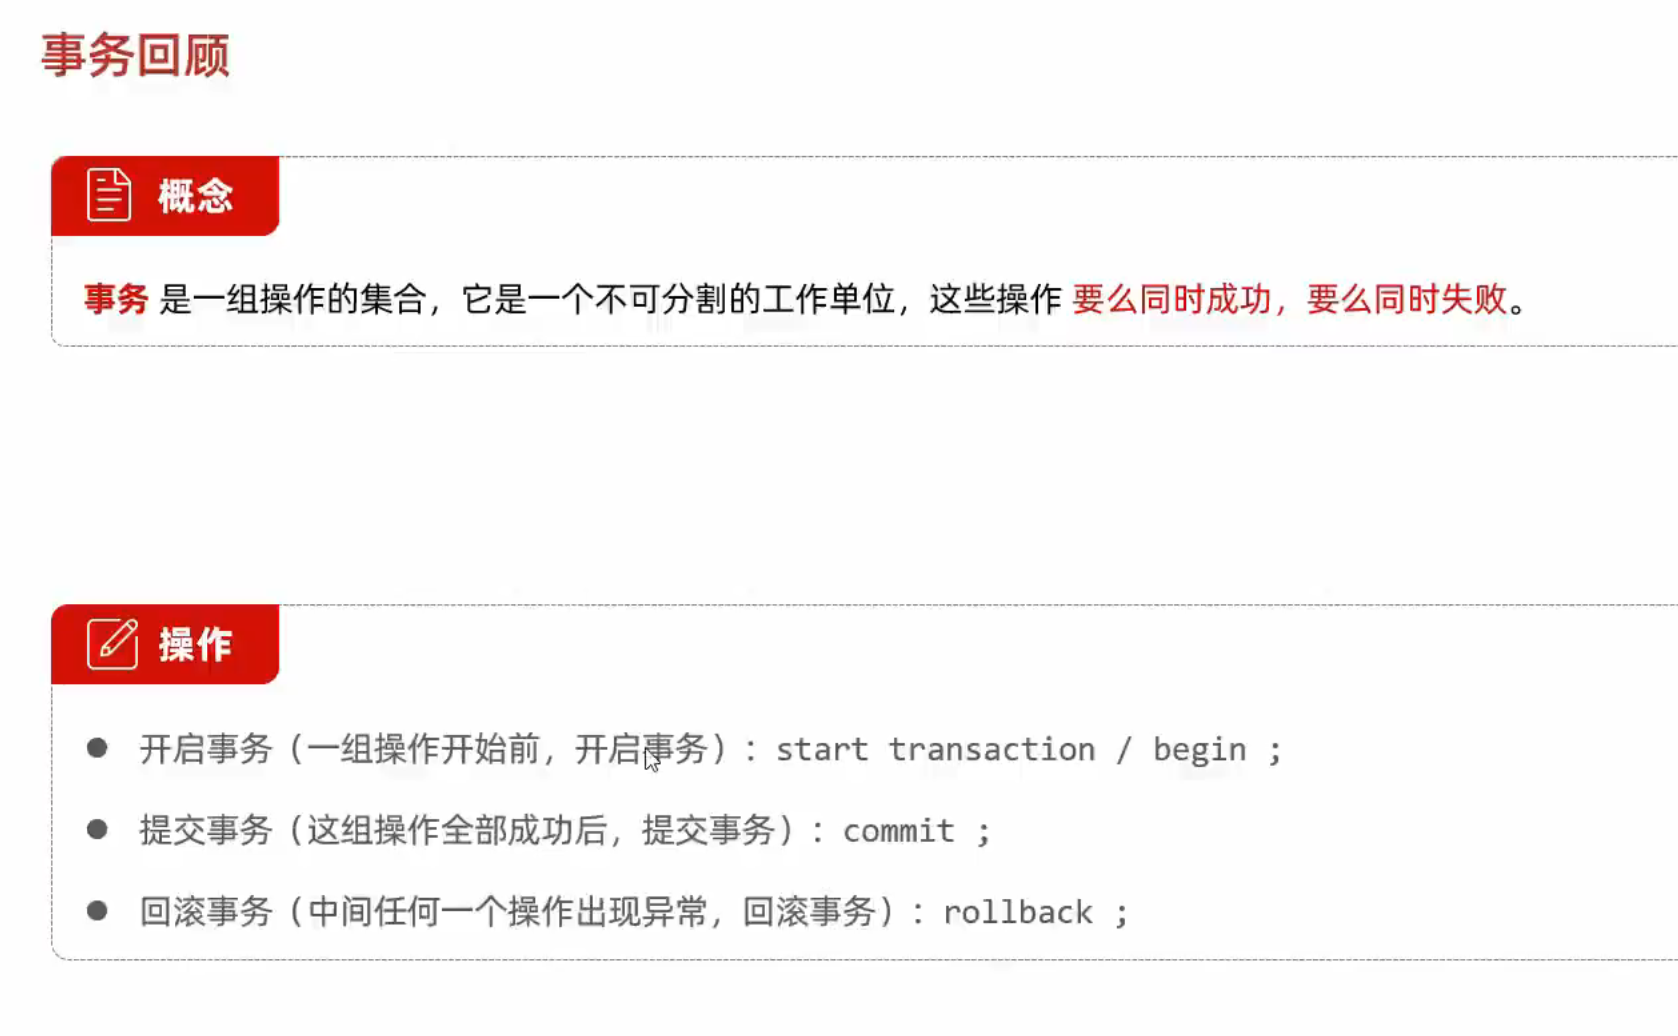 事务回顾
概念
事务 是一组操作的集合，它是一个不可分割的工作单位，这些操作 要么同时成功，要么同时失败。
操作
开启事务（一组操作开始前，开启事务）：start transaction / begin ;
提交事务（这组操作全部成功后，提交事务）：commit ;
回滚事务（中间任何一个操作出现异常，回滚事务）：rollback ;